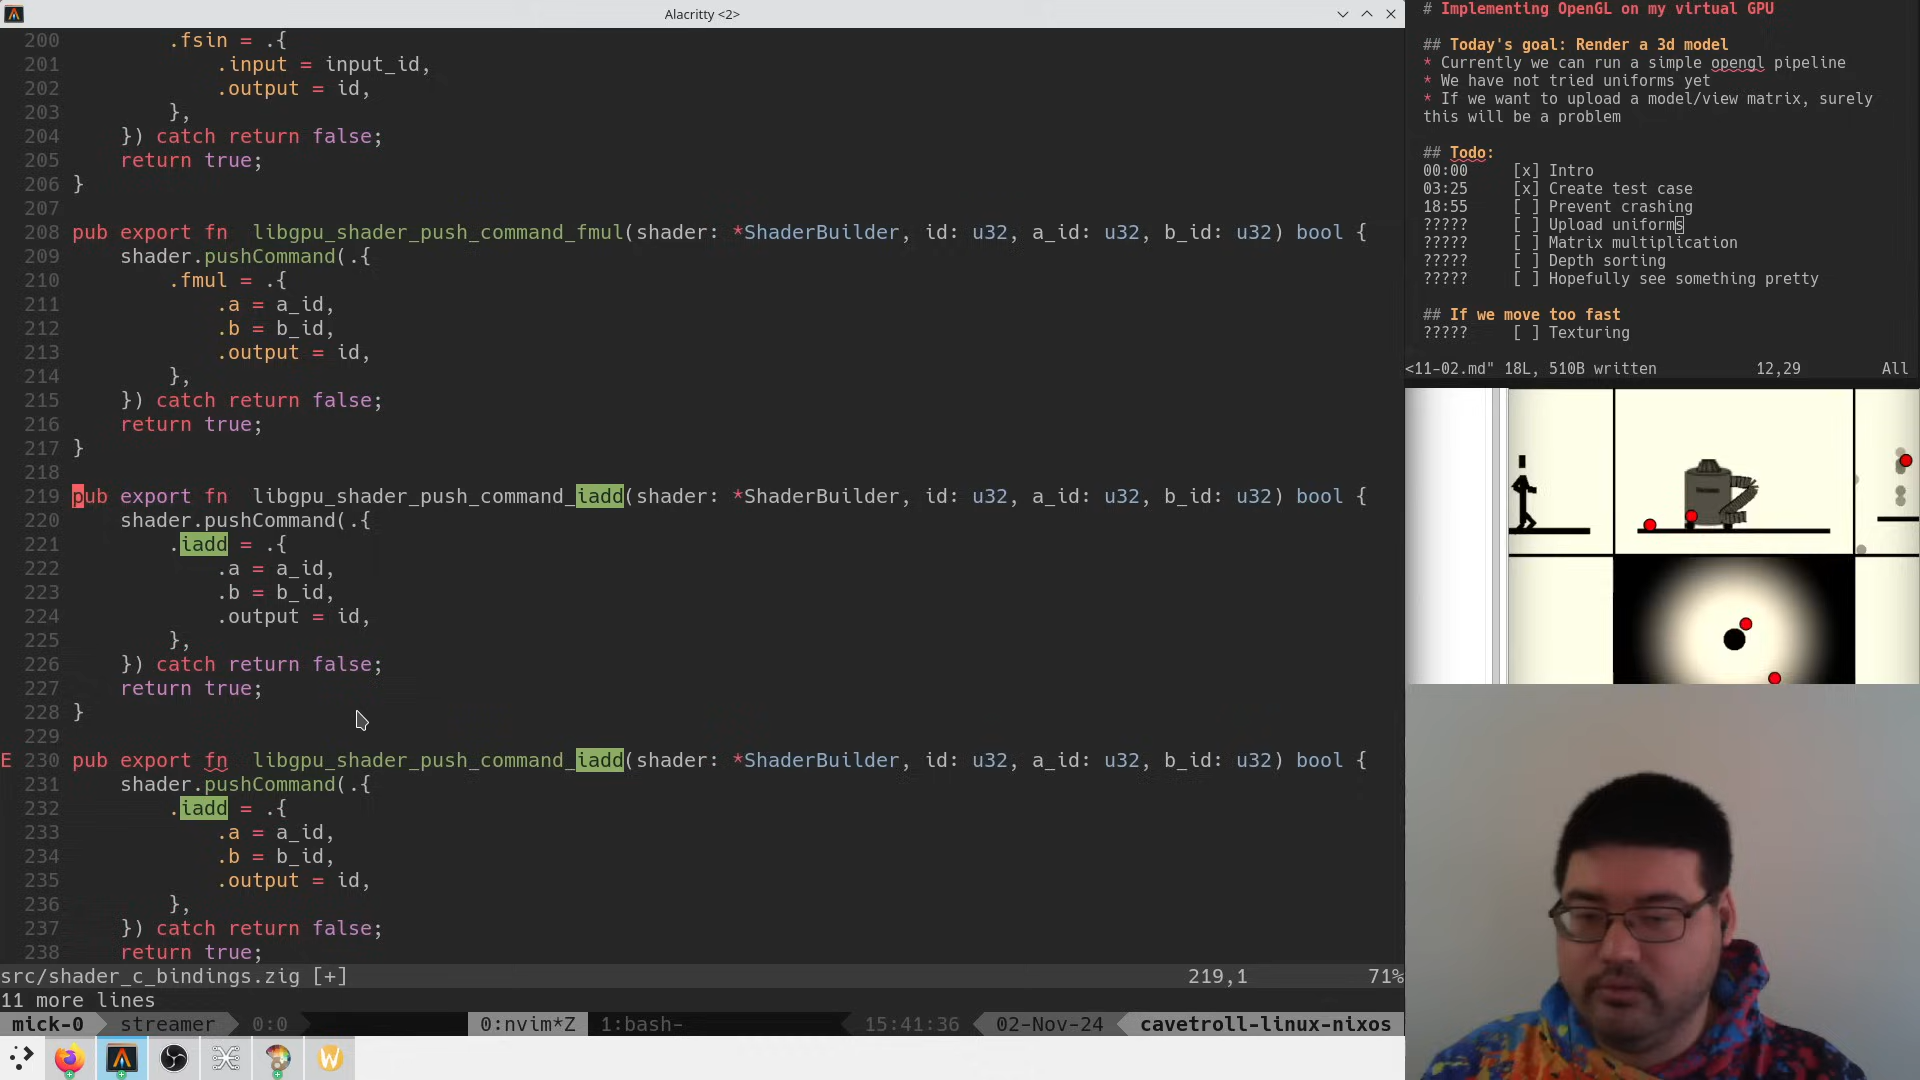 Alacritty <2>
200 .fsin = .{
201 .input = input_id,
202 .output = id,
203 },
204 }) catch return false;
205 return true;
206 }
207
208 pub export fn libgpu_shader_push_command_fmul(shader: *ShaderBuilder, id: u32, a_id: u32, b_id: u32) bool {
209 shader.pushCommand(.{
210 .fmul = .{
211 .a = a_id,
212 .b = b_id,
213 .output = id,
214 },
215 }) catch return false;
216 return true;
217 }
218
219 pub export fn libgpu_shader_push_command_iadd(shader: *ShaderBuilder, id: u32, a_id: u32, b_id: u32) bool {
220 shader.pushCommand(.{
221 .iadd = .{
222 .a = a_id,
223 .b = b_id,
224 .output = id,
225 },
226 }) catch return false;
227 return true;
228 }
229
E 230 pub export fn libgpu_shader_push_command_iadd(shader: *ShaderBuilder, id: u32, a_id: u32, b_id: u32) bool {
231 shader.pushCommand(.{
232 .iadd = .{
233 .a = a_id,
234 .b = b_id,
235 .output = id,
236 },
237 }) catch return false;
238 return true;
src/shader_c_bindings.zig [+] 219,1 71%
11 more lines
mick-0 streamer 0:0 0:nvim*Z 1:bash- 15:41:36 02-Nov-24 cavetroll-linux-nixos
# Implementing OpenGL on my virtual GPU
## Today's goal: Render a 3d model
* Currently we can run a simple opengl pipeline
* We have not tried uniforms yet
* If we want to upload a model/view matrix, surely
this will be a problem
## Todo:
00:00 [x] Intro
03:25 [x] Create test case
18:55 [ ] Prevent crashing
????? [ ] Upload uniforms
????? [ ] Matrix multiplication
????? [ ] Depth sorting
????? [ ] Hopefully see something pretty
## If we move too fast
????? [ ] Texturing
<11-02.md" 18L, 510B written 12,29 All